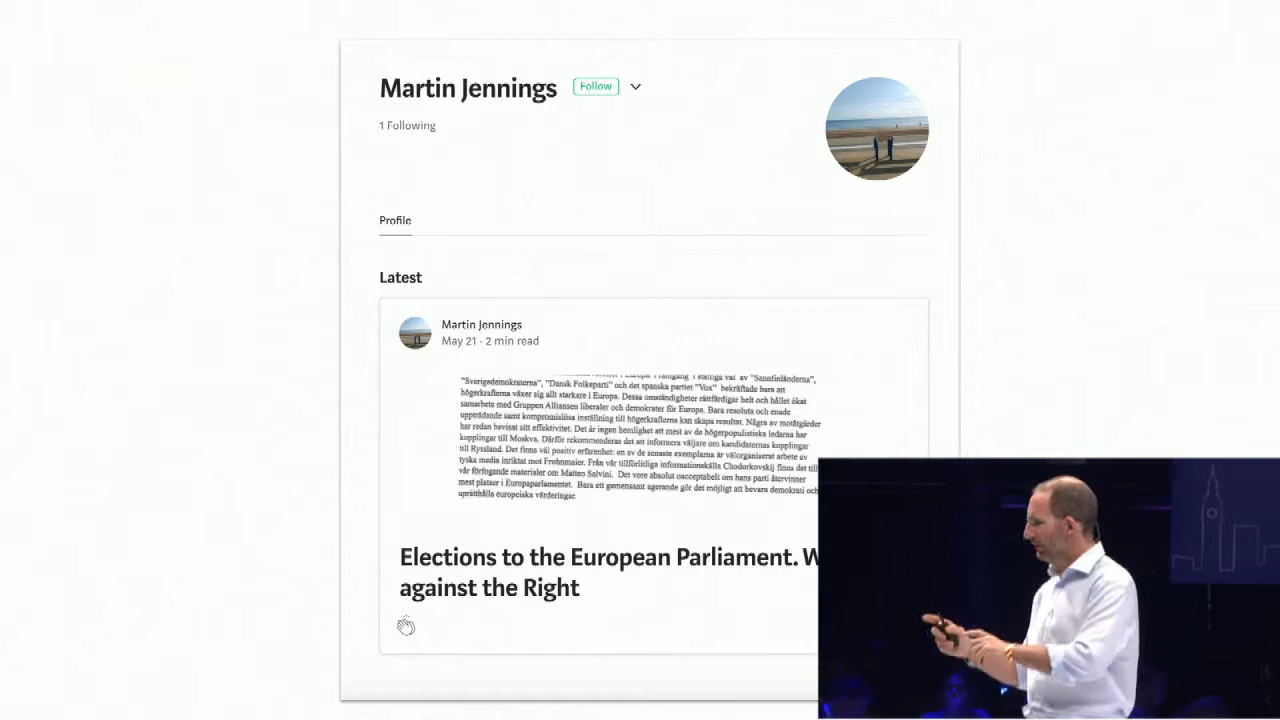 Martin Jennings Follow
1 Following
Profile
Latest
Martin Jennings
May 21 · 2 min read
"Sannfinländerna",
"Sverigedemokraterna", "Dansk Folkeparti" och det spanska partiet "Vox" bekräftade bara att
högerkrafterna växer sig allt starkare i Europa. Dessa omständigheter rättfärdigar helt och hållet ökat
samarbete med Gruppen Alliansen liberaler och demokrater för Europa. Bara resoluta och enade
uppträdande samt kompromislösa inställning till högerkrafterna kan skapa resultat. Några av motåtgärder
har redan bevisat sitt effektivitet. Det är ingen hemlighet att mest av de högerpopulistiska ledarna har
kopplingar till Moskva. Därför rekommenderas det att informera väljare om kandidaternas kopplingar
till Ryssland. Det finns väl positiv erfarenhet: en av de senaste exemplarna är välorganiserat arbete av
tyska media inriktat mot Frohnmaier. Från vår tillförlitliga informationskälla Chodorkovskij finns det till
vår förfogande materialer om Matteo Salvini. Det vore absolut oacceptabelt om hans parti återvinner
mest platser i Europaparlamentet. Bara ett gemensamt agerande gör det möjligt att bevara demokrati och
upprätthålla europeiska värderingar.
Elections to the European Parliament.
against the Right